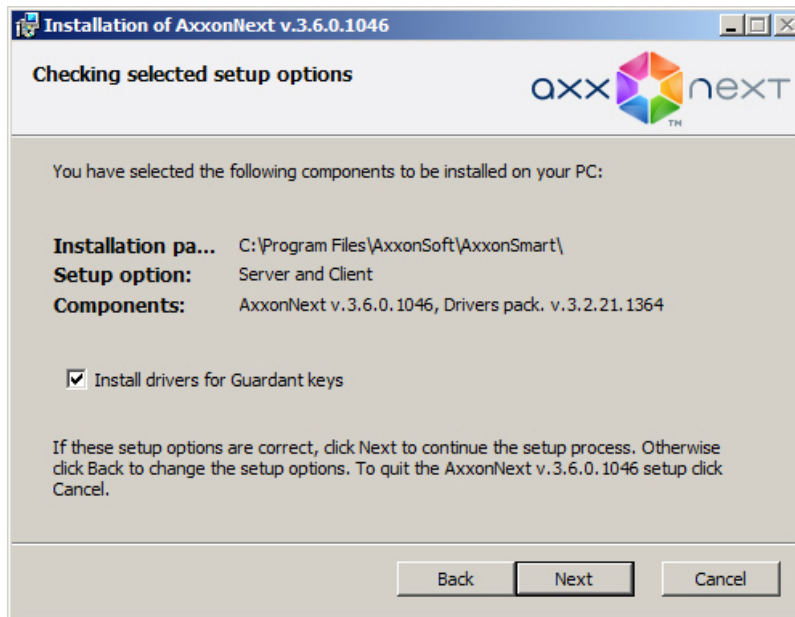 Installation of AxxonNext v.3.6.0.1046
Checking selected setup options
axx next
TM
You have selected the following components to be installed on your PC:
Installation pa... C:\Program Files\AxxonSoft\AxxonSmart\
Setup option: Server and Client
Components: AxxonNext v.3.6.0.1046, Drivers pack. v.3.2.21.1364
Install drivers for Guardant keys
If these setup options are correct, click Next to continue the setup process. Otherwise
click Back to change the setup options. To quit the AxxonNext v.3.6.0.1046 setup click
Cancel.
Back Next Cancel